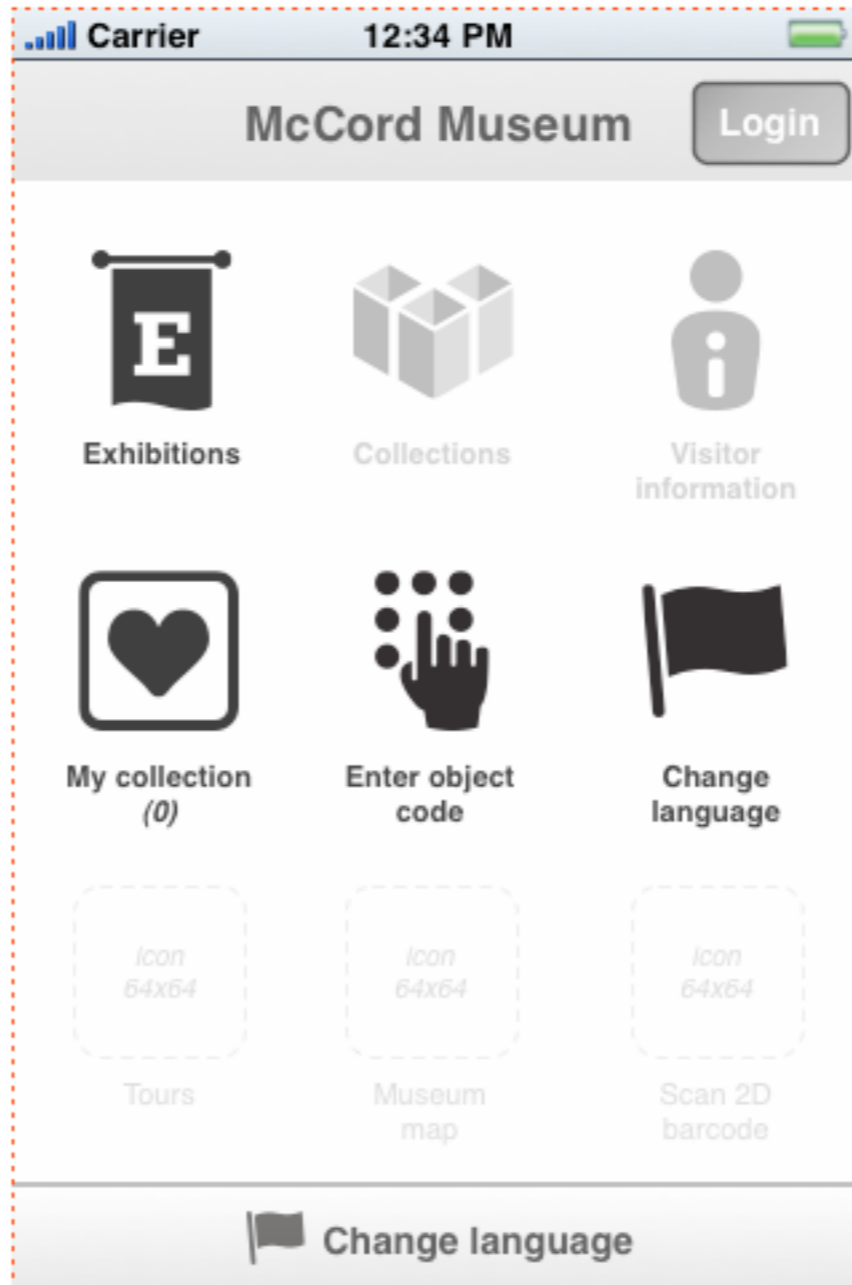 Carrier 12:34 PM
McCord Museum Login
E
Exhibitions
Collections
i
Visitor
information
My collection
(0)
Enter object
code
Change
language
icon
64x64
Tours
icon
64x64
Museum
map
icon
64x64
Scan 2D
barcode
Change language